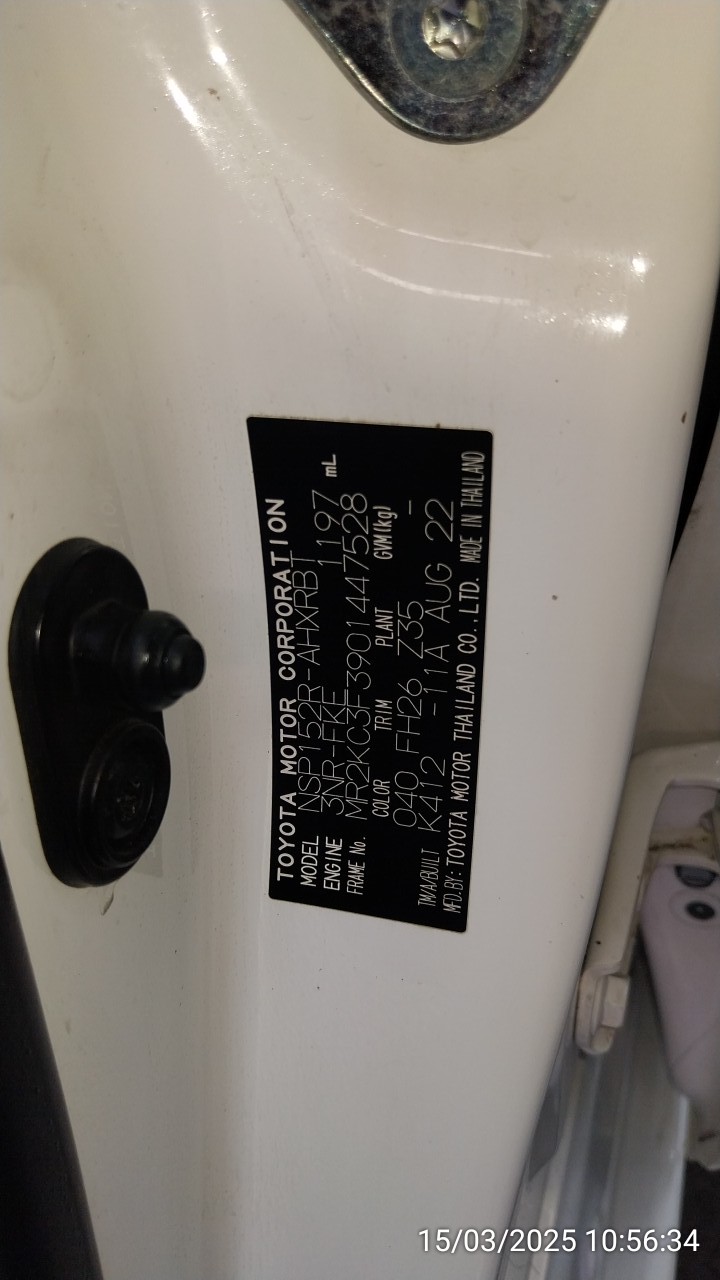 TOYOTA MOTOR CORPORATION
MODEL NSP152R-AHXRBT
ENGINE 3NR-FKE 1197 mL
FRAME No. MR2KC3F3901447528
COLOR TRIM PLANT GVM(kg)
040 FH26 Z35 -
TM/A/BUILT K412 -11A AUG 22
MFD.BY:TOYOTA MOTOR THAILAND CO.,LTD. MADE IN THAILAND
15/03/2025 10:56:34